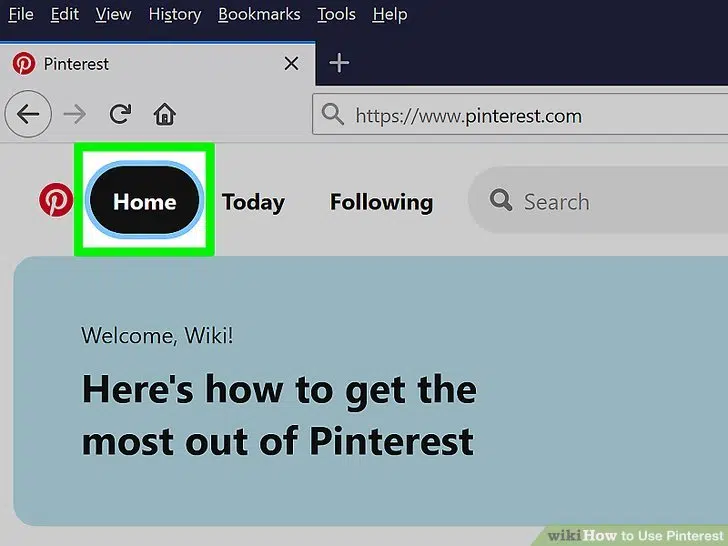 File Edit View History Bookmarks Tools Help
Pinterest
https://www.pinterest.com
Home Today Following Search
Welcome, Wiki!
Here's how to get the
most out of Pinterest
wikiHow to Use Pinterest